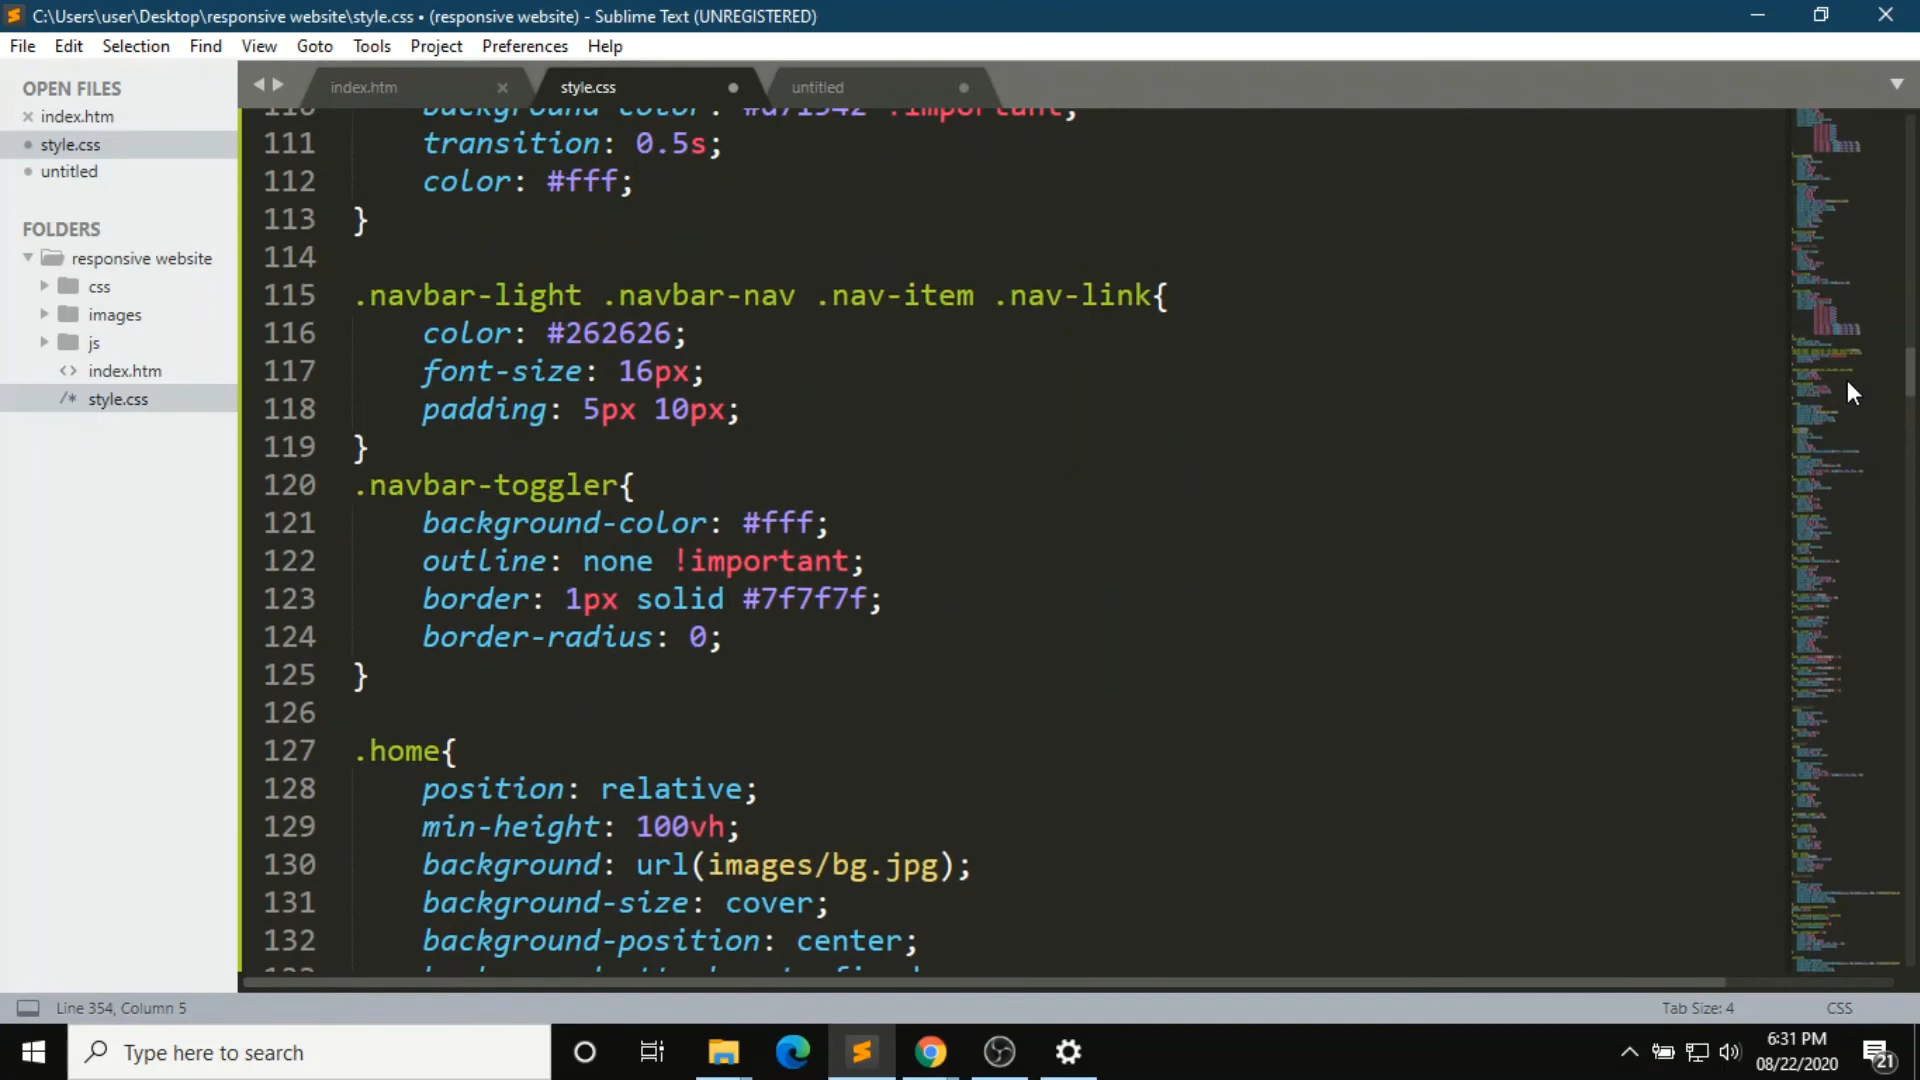 C:\Users\user\Desktop\responsive website\style.css • (responsive website) - Sublime Text (UNREGISTERED)
File Edit Selection Find View Goto Tools Project Preferences Help
OPEN FILES
index.htm
style.css
untitled
FOLDERS
responsive website
css
images
js
<> index.htm
/* style.css
index.htm style.css untitled
110 background-color: !important;
111 transition: 0.5s;
112 color: #fff;
113 }
114
115 .navbar-light .navbar-nav .nav-item .nav-link{
116 color: #262626;
117 font-size: 16px;
118 padding: 5px 10px;
119 }
120 .navbar-toggler{
121 background-color: #fff;
122 outline: none !important;
123 border: 1px solid #7f7f7f;
124 border-radius: 0;
125 }
126
127 .home{
128 position: relative;
129 min-height: 100vh;
130 background: url(images/bg.jpg);
131 background-size: cover;
132 background-position: center;
Line 354, Column 5
Tab Size: 4
CSS
Type here to search
6:31 PM
08/22/2020
21